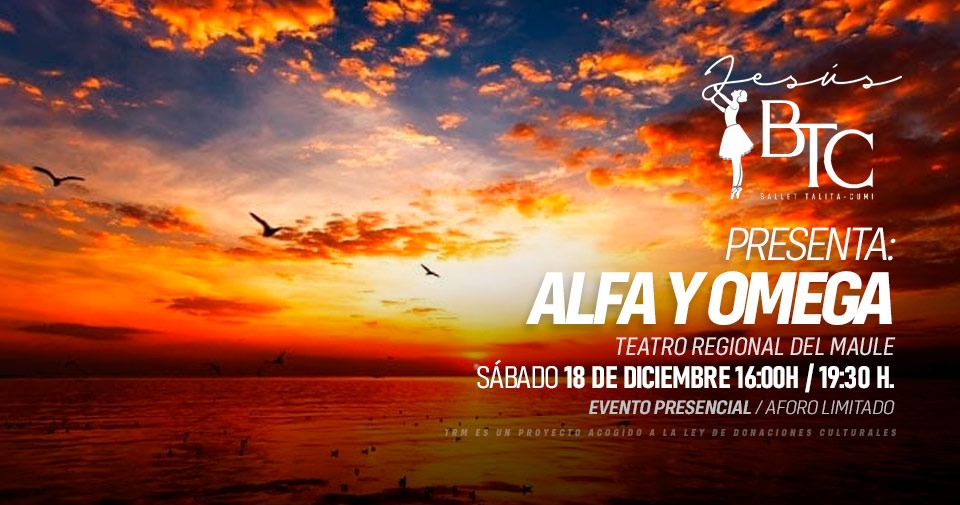 Jesús
BTC
BALLET TALITA-CUMI
PRESENTA:
ALFA Y OMEGA
TEATRO REGIONAL DEL MAULE
SÁBADO 18 DE DICIEMBRE 16:00H / 19:30 H.
EVENTO PRESENCIAL / AFORO LIMITADO
TRM ES UN PROYECTO ACOGIDO A LA LEY DE DONACIONES CULTURALES